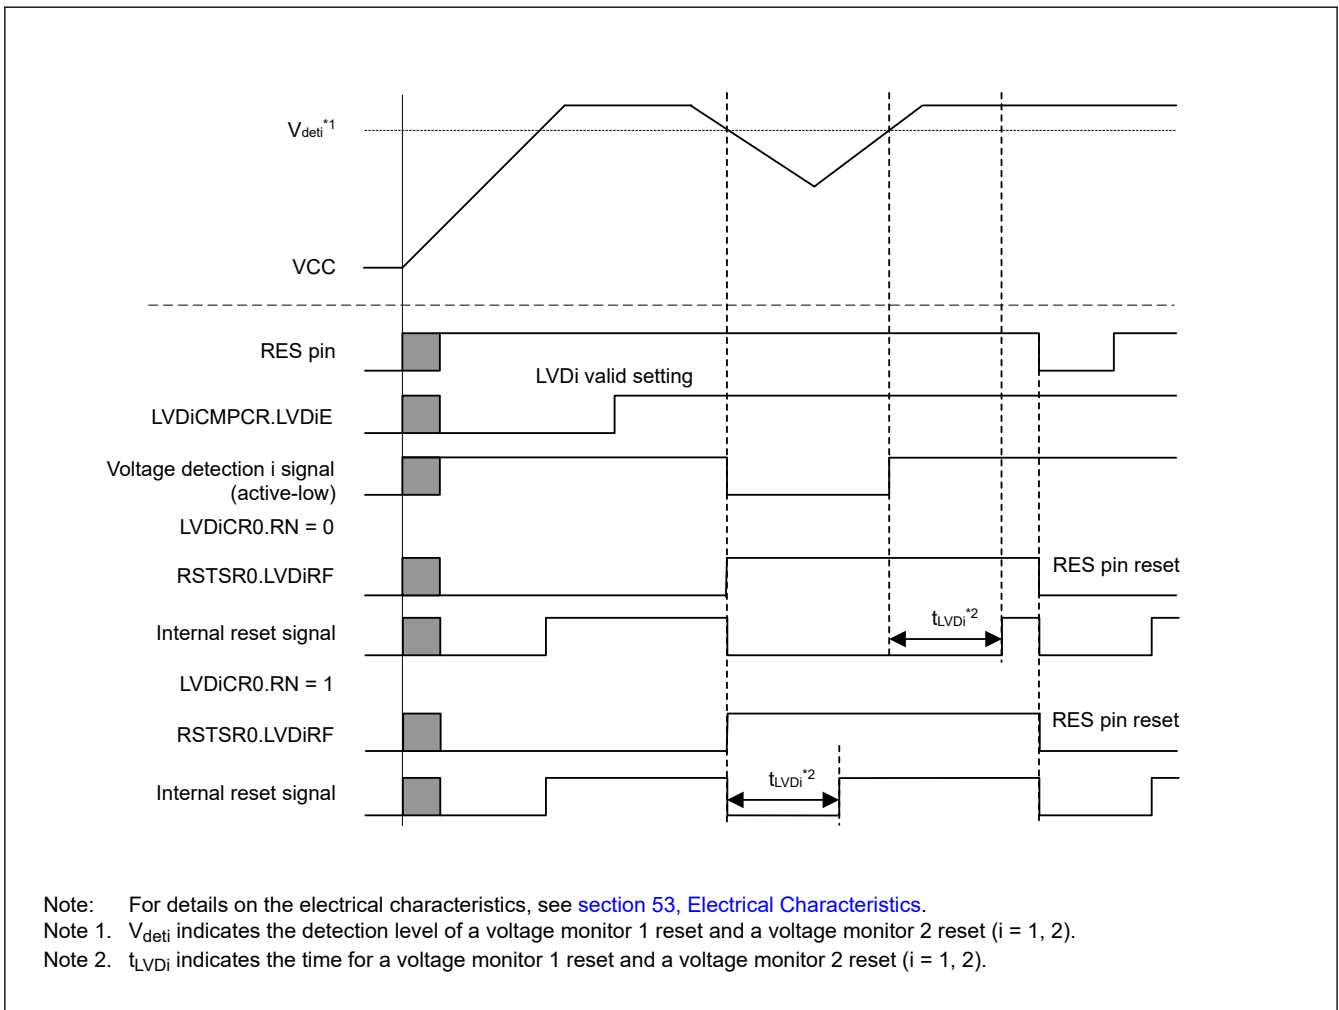 Vdeti*1
VCC
RES pin
LVDi valid setting
LVDiCMPCR.LVDiE
Voltage detection i signal
(active-low)
LVDiCR0.RN = 0
RSTSR0.LVDiRF
RES pin reset
tLVDi*2
Internal reset signal
LVDiCR0.RN = 1
RSTSR0.LVDiRF
RES pin reset
tLVDi*2
Internal reset signal
Note: For details on the electrical characteristics, see section 53, Electrical Characteristics.
Note 1. Vdeti indicates the detection level of a voltage monitor 1 reset and a voltage monitor 2 reset (i = 1, 2).
Note 2. tLVDi indicates the time for a voltage monitor 1 reset and a voltage monitor 2 reset (i = 1, 2).